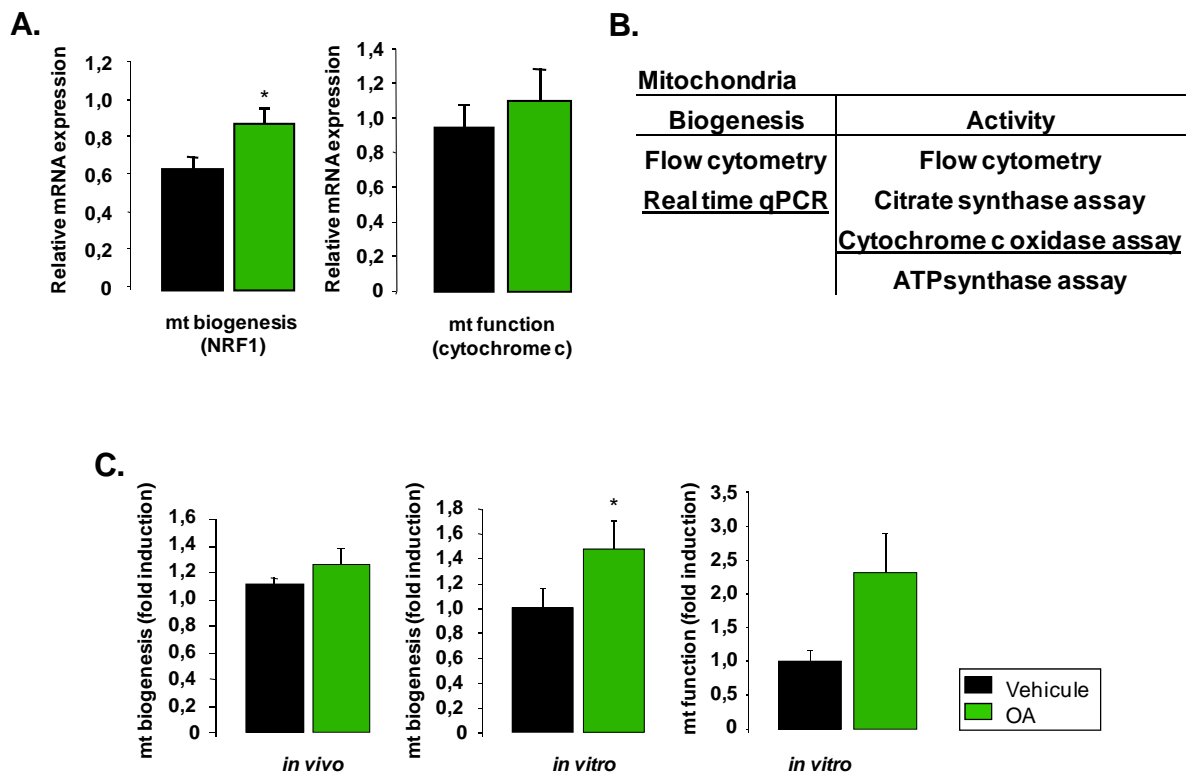 A.
Relative mRNA expression
1,2
1,0
0,8
0,6
0,4
0,2
0
*
mt biogenesis
(NRF1)
Relative mRNA expression
1,4
1,2
1,0
0,8
0,6
0,4
0,2
0
mt function
(cytochrome c)
B.
Mitochondria
Biogenesis Activity
Flow cytometry Flow cytometry
Real time qPCR Citrate synthase assay
Cytochrome c oxidase assay
ATPsynthase assay
C.
mt biogenesis (fold induction)
1,6
1,4
1,2
1,0
0,8
0,6
0,4
0,2
0
in vivo
mt biogenesis (fold induction)
1,8
1,6
1,4
1,2
1,0
0,8
0,6
0,4
0,2
0
*
in vitro
mt function (fold induction)
3,5
3,0
2,5
2,0
1,5
1,0
0,5
0
in vitro
Vehicule
OA